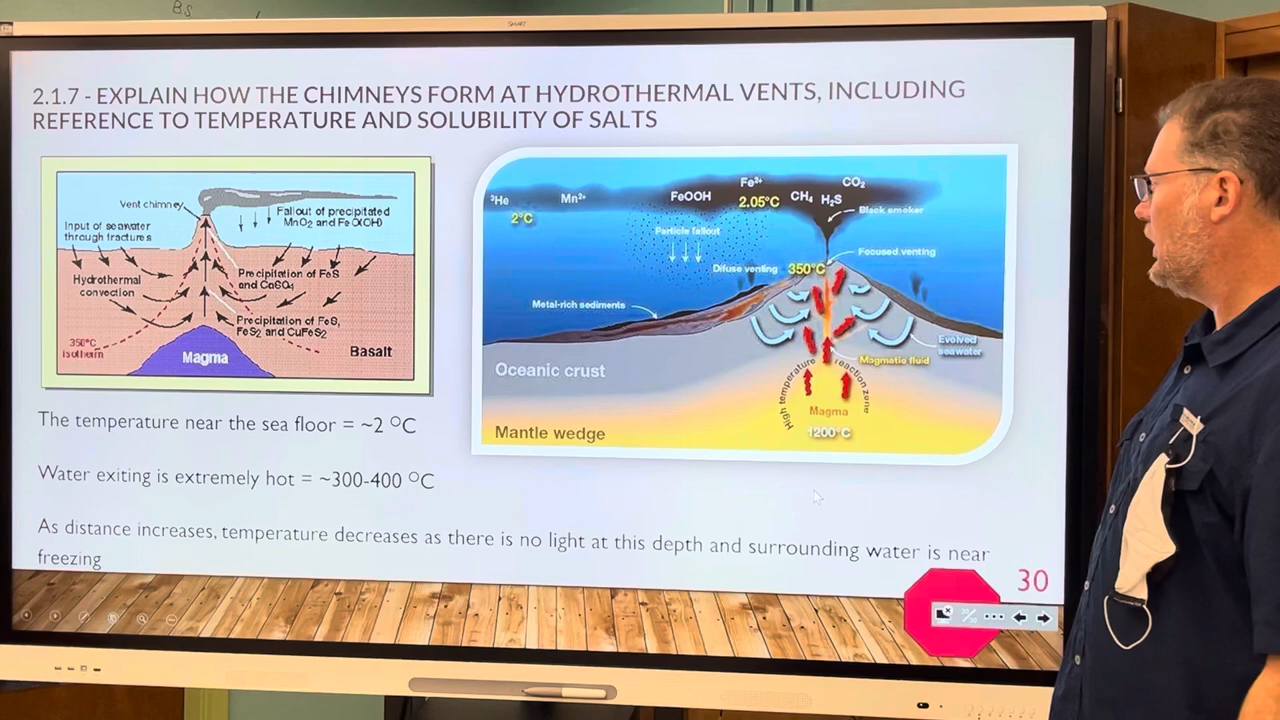 B.S
SMART
2.1.7 - EXPLAIN HOW THE CHIMNEYS FORM AT HYDROTHERMAL VENTS, INCLUDING
REFERENCE TO TEMPERATURE AND SOLUBILITY OF SALTS
Vent chimney
Fallout of precipitated
MnO₂ and FeO(OH)
Input of seawater
through fractures
Hydrothermal
convection
Precipitation of FeS
and CaSO₄
Precipitation of FeS,
FeS₂ and CuFeS₂
350°C
isotherm
Magma
Basalt
³He
2°C
Mn²⁺
FeOOH
Fe²⁺
2.05°C
CH₄
H₂S
CO₂
Black smoker
Particle fallout
Focused venting
Difuse venting
350°C
Metal-rich sediments
Evolved
seawater
Magmatic fluid
Oceanic crust
High temperature reaction zone
Magma
1200°C
Mantle wedge
The temperature near the sea floor = ~2 °C
Water exiting is extremely hot = ~300-400 °C
As distance increases, temperature decreases as there is no light at this depth and surrounding water is near
freezing
30